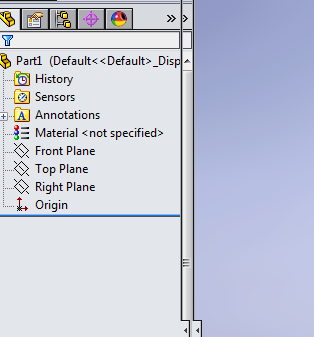 Part1 (Default<<Default>_Disp
History
Sensors
Annotations
Material <not specified>
Front Plane
Top Plane
Right Plane
Origin